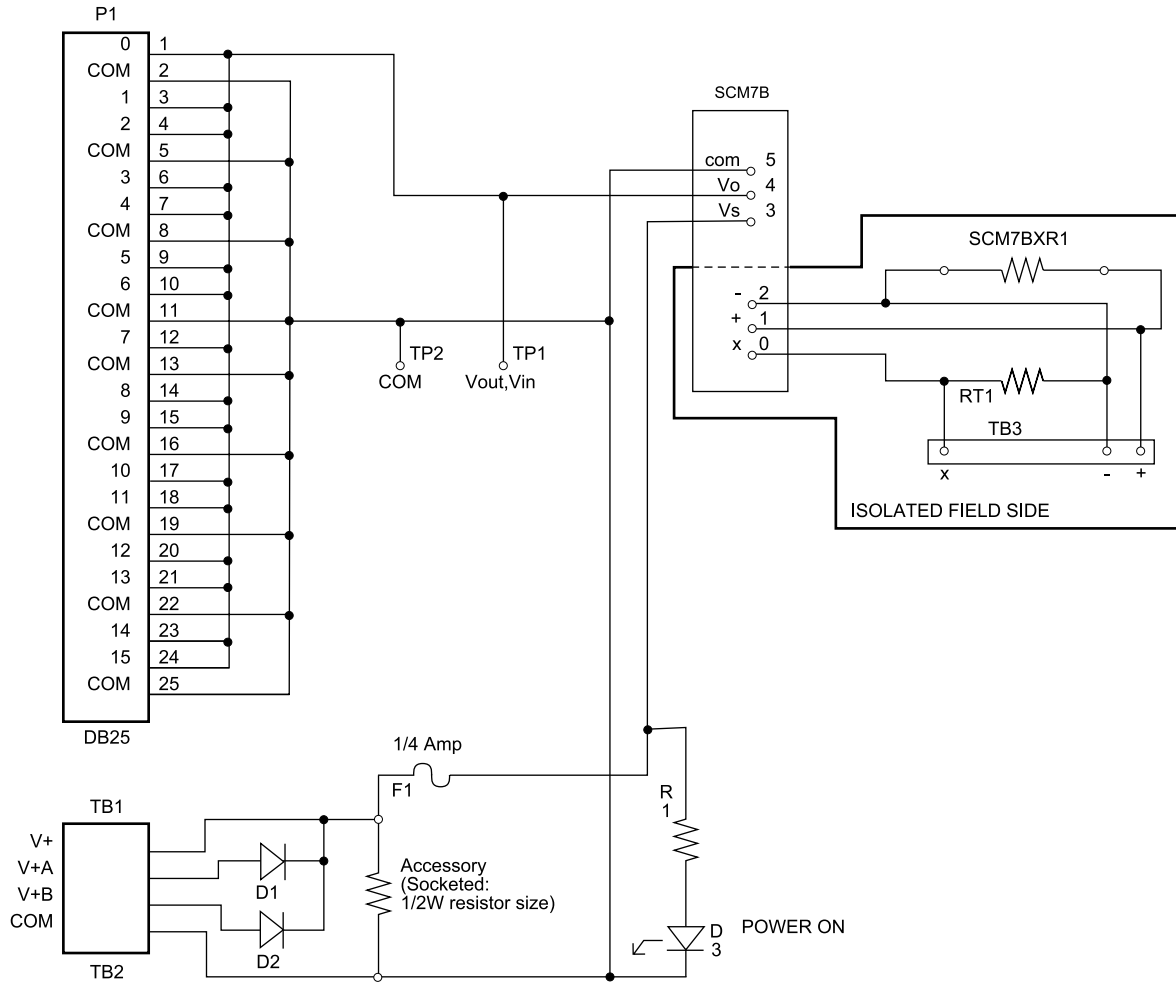 P1
0 1
COM 2
1 3
2 4
COM 5
3 6
4 7
COM 8
5 9
6 10
COM 11
7 12
COM 13
8 14
9 15
COM 16
10 17
11 18
COM 19
12 20
13 21
COM 22
14 23
15 24
COM 25
DB25
TP2
COM
TP1
Vout,Vin
SCM7B
com 5
Vo 4
Vs 3
- 2
+ 1
x 0
SCM7BXR1
RT1
TB3
x - +
ISOLATED FIELD SIDE
1/4 Amp
F1
TB1
V+
V+A
V+B
COM
TB2
D1
D2
Accessory
(Socketed:
1/2W resistor size)
R
1
D
3
POWER ON